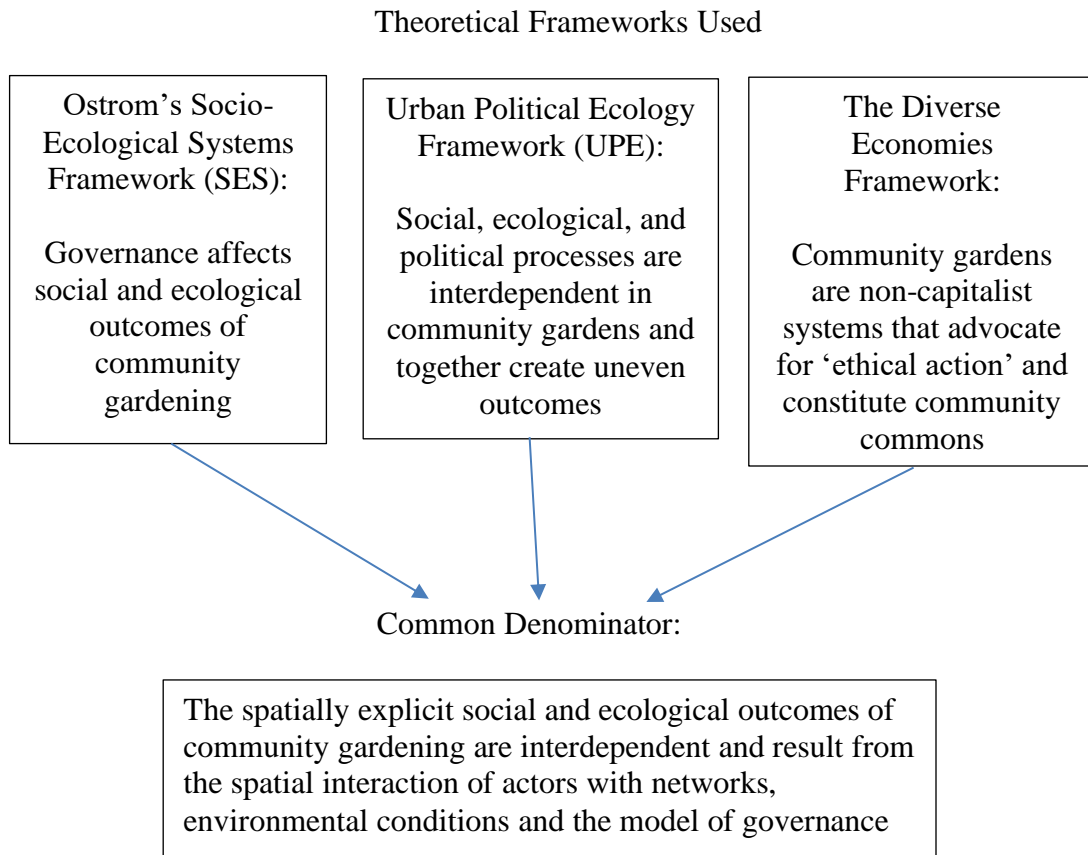 Theoretical Frameworks Used
Ostrom’s Socio-
Ecological Systems
Framework (SES):
Governance affects
social and ecological
outcomes of
community
gardening
Urban Political Ecology
Framework (UPE):
Social, ecological, and
political processes are
interdependent in
community gardens and
together create uneven
outcomes
The Diverse
Economies
Framework:
Community gardens
are non-capitalist
systems that advocate
for ‘ethical action’ and
constitute community
commons
Common Denominator:
The spatially explicit social and ecological outcomes of
community gardening are interdependent and result from
the spatial interaction of actors with networks,
environmental conditions and the model of governance